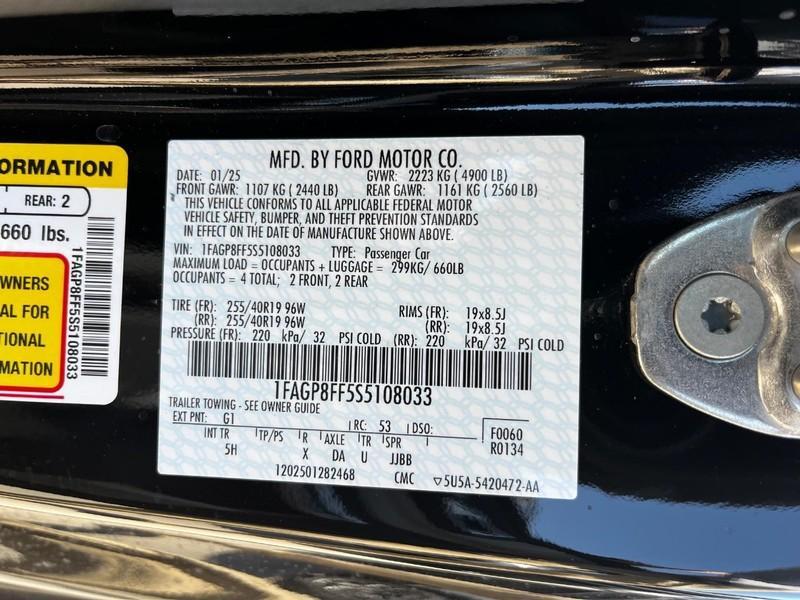 ORMATION
REAR: 2
660 lbs.
1FAGP8FF5S5108033
WNERS
AL FOR
TIONAL
MATION
MFD. BY FORD MOTOR CO.
DATE: 01/25 GVWR: 2223 KG ( 4900 LB)
FRONT GAWR: 1107 KG ( 2440 LB) REAR GAWR: 1161 KG ( 2560 LB)
THIS VEHICLE CONFORMS TO ALL APPLICABLE FEDERAL MOTOR
VEHICLE SAFETY, BUMPER, AND THEFT PREVENTION STANDARDS
IN EFFECT ON THE DATE OF MANUFACTURE SHOWN ABOVE.
VIN: 1FAGP8FF5S5108033 TYPE: Passenger Car
MAXIMUM LOAD = OCCUPANTS + LUGGAGE = 299KG/ 660LB
OCCUPANTS = 4 TOTAL; 2 FRONT, 2 REAR
TIRE (FR): 255/40R19 96W RIMS (FR): 19x8.5J
(RR): 255/40R19 96W (RR): 19x8.5J
PRESSURE (FR): 220 kPa/ 32 PSI COLD (RR): 220 kPa/ 32 PSI COLD
1FAGP8FF5S5108033
TRAILER TOWING - SEE OWNER GUIDE
EXT PNT: G1 RC: 53 DSO: F0060
INT TR TP/PS R AXLE TR SPR R0134
5H X DA U JJBB
1202501282468 CMC ▽5U5A-5420472-AA